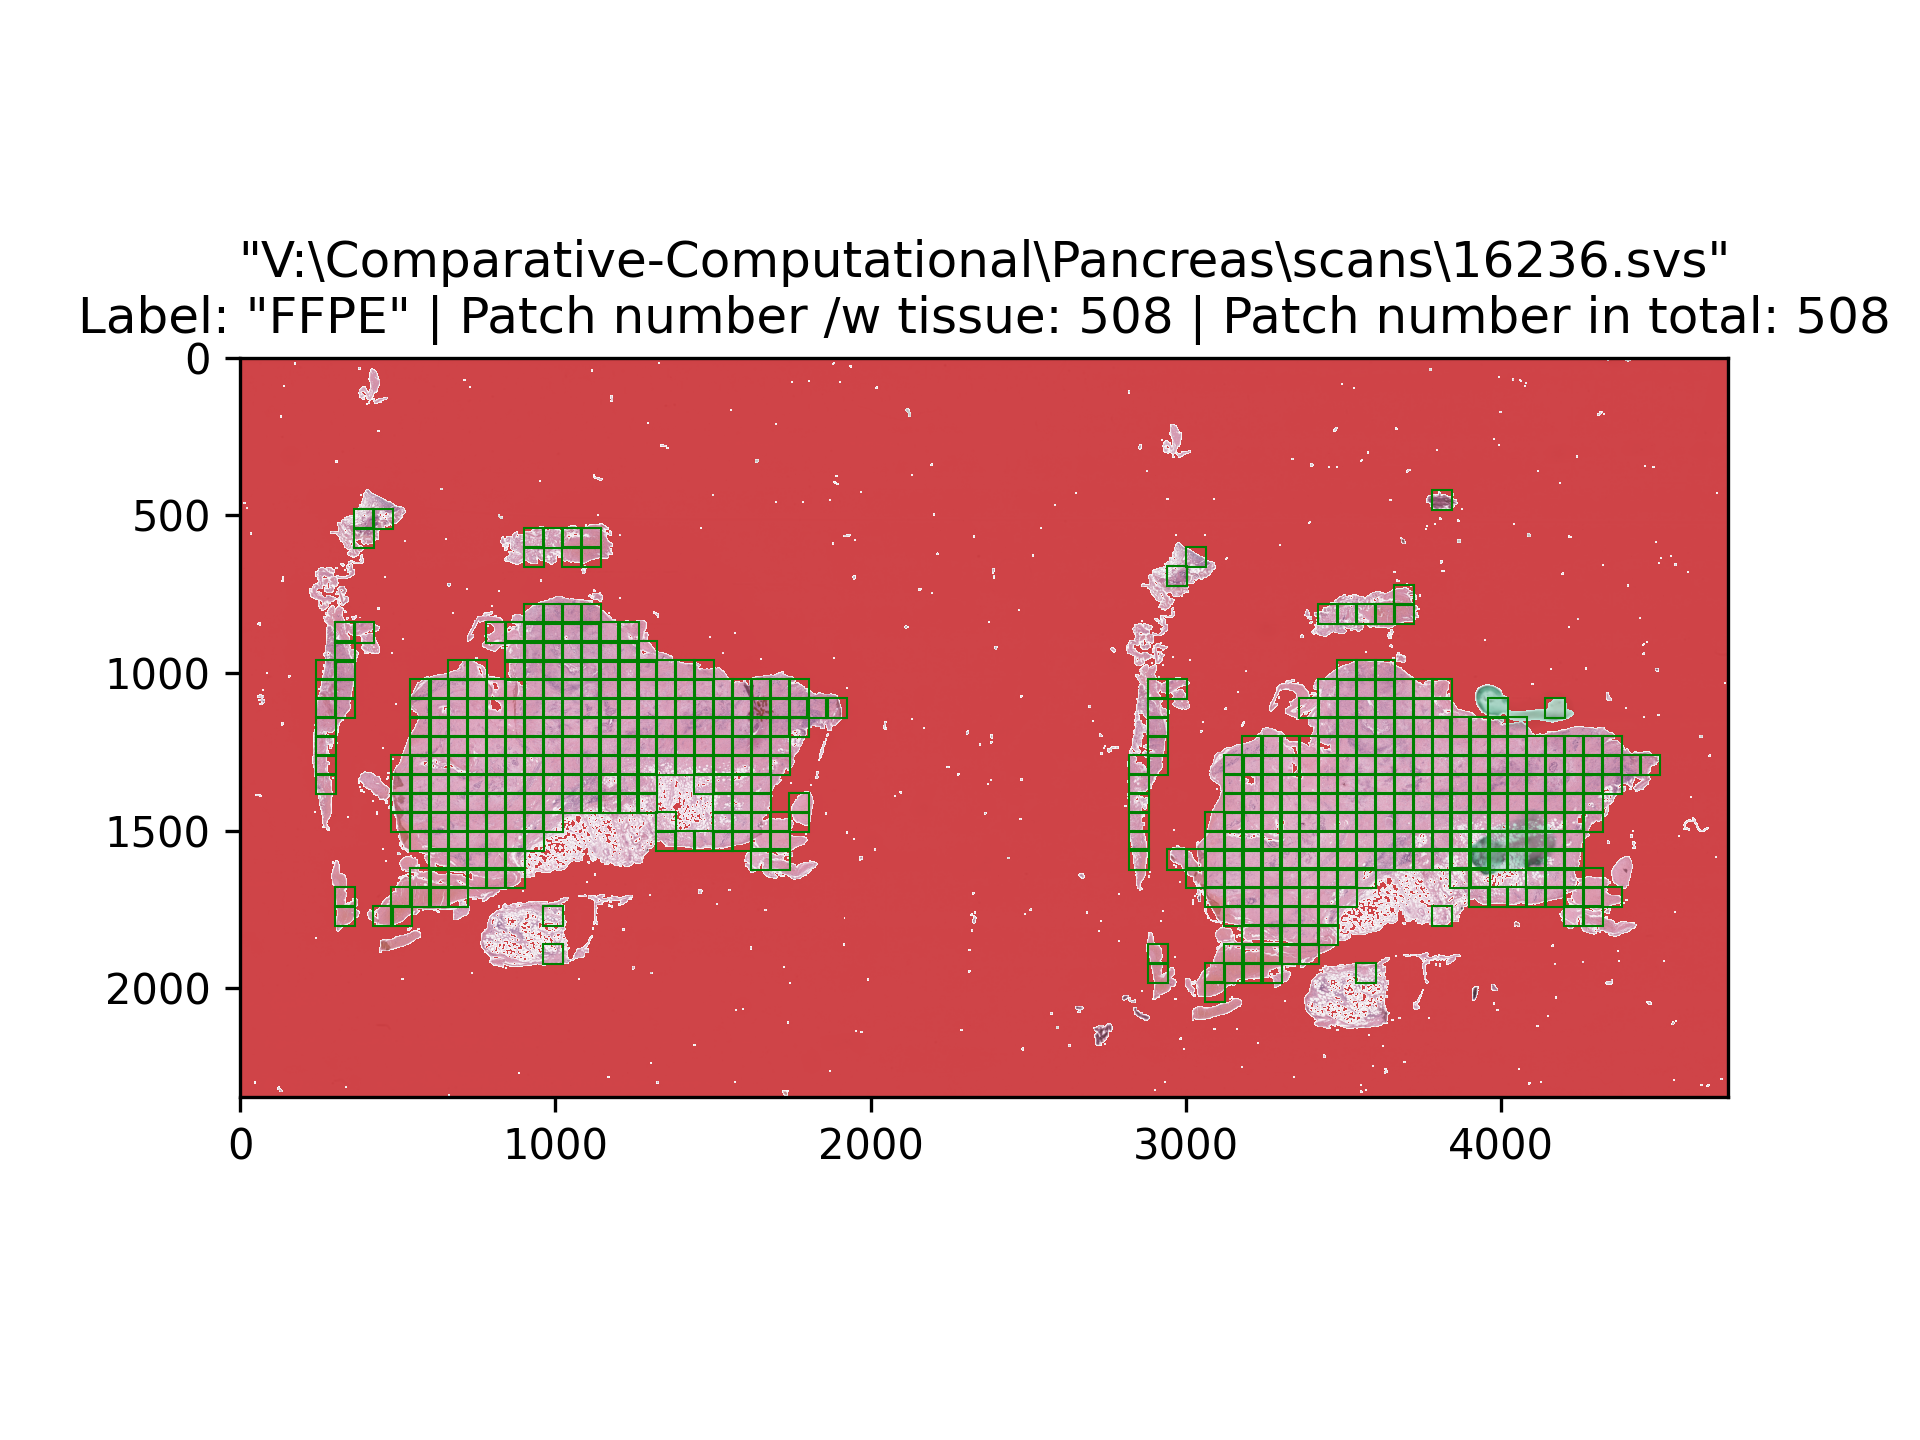 "V:\Comparative-Computational\Pancreas\scans\16236.svs"
Label: "FFPE" | Patch number /w tissue: 508 | Patch number in total: 508
0
500
1000
1500
2000
0 1000 2000 3000 4000